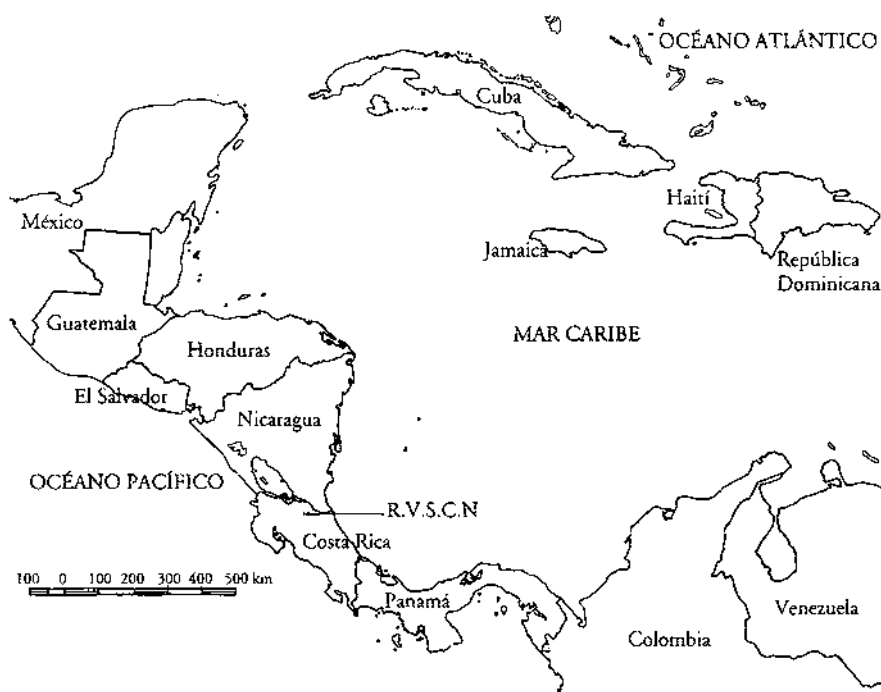 OCÉANO ATLÁNTICO
Cuba
Haití
México
Jamaica
República
Dominicana
Guatemala
MAR CARIBE
Honduras
El Salvador
Nicaragua
OCÉANO PACÍFICO
R.V.S.C.N
Costa Rica
100 0 100 200 300 500 km
Panamá
Venezuela
Colombia